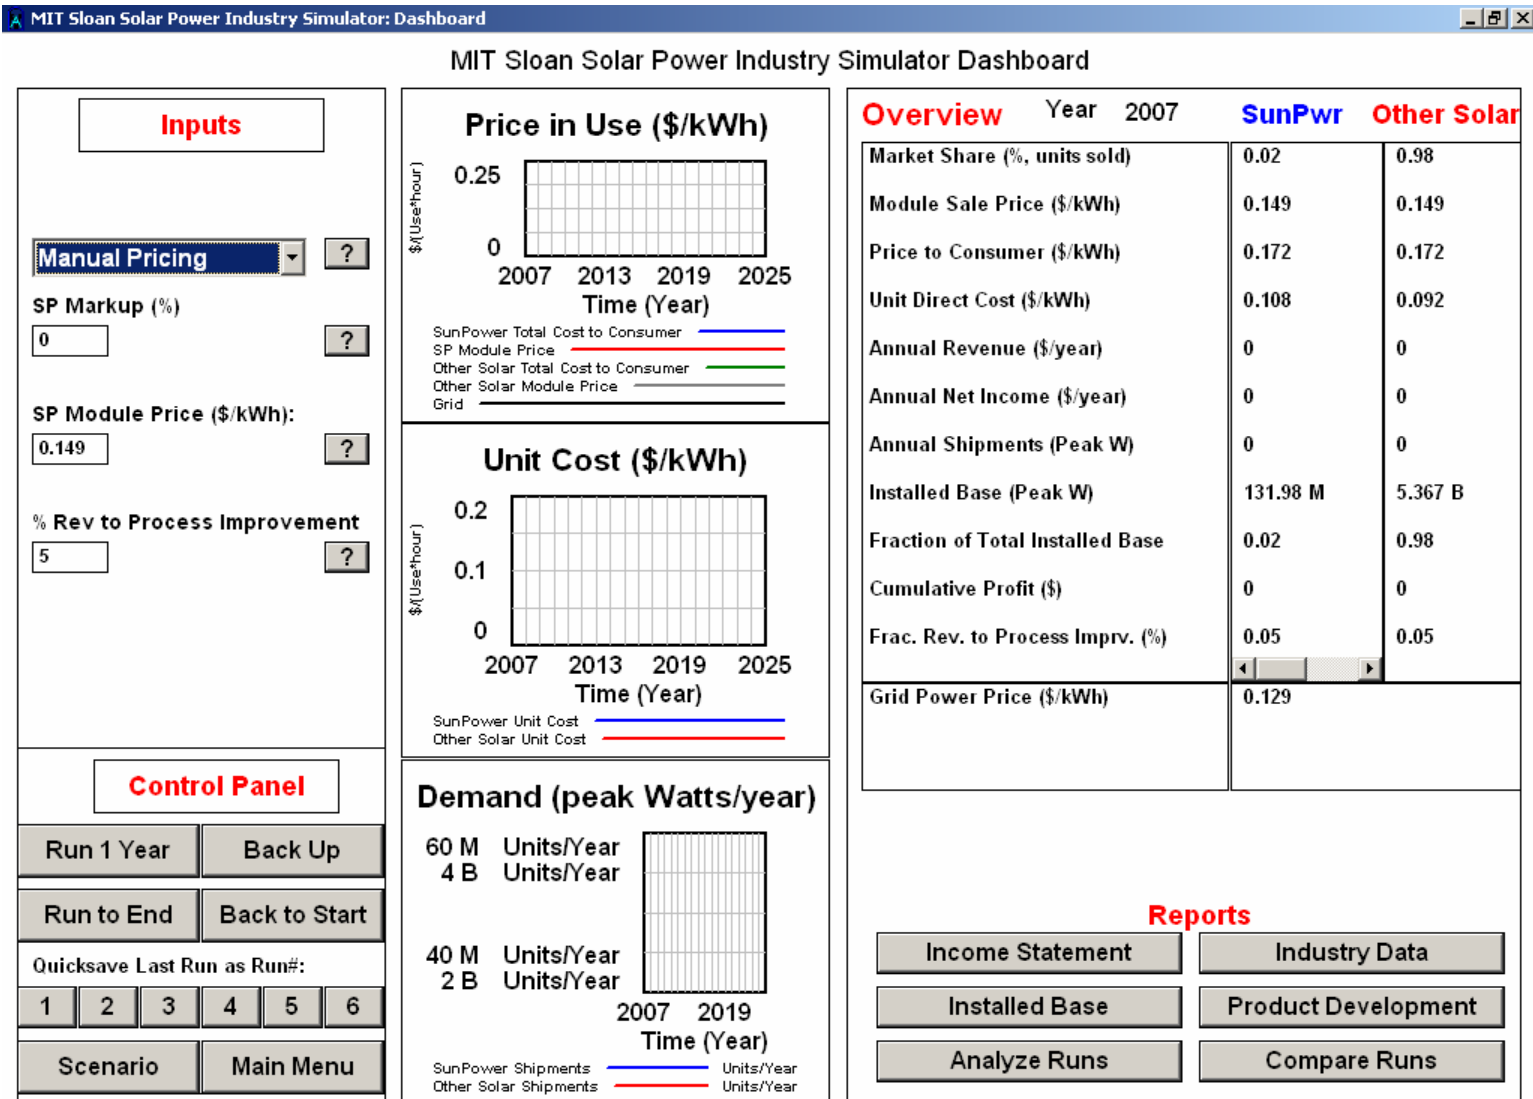 MIT Sloan Solar Power Industry Simulator: Dashboard
MIT Sloan Solar Power Industry Simulator Dashboard
Inputs
Manual Pricing
?
SP Markup (%)
0
?
SP Module Price ($/kWh):
0.149
?
% Rev to Process Improvement
5
?
Control Panel
Run 1 Year Back Up
Run to End Back to Start
Quicksave Last Run as Run#:
1 2 3 4 5 6
Scenario Main Menu
Price in Use ($/kWh)
$/(Use*hour)
0.25
0
2007 2013 2019 2025
Time (Year)
SunPower Total Cost to Consumer
SP Module Price
Other Solar Total Cost to Consumer
Other Solar Module Price
Grid
Unit Cost ($/kWh)
$/(Use*hour)
0.2
0.1
0
2007 2013 2019 2025
Time (Year)
SunPower Unit Cost
Other Solar Unit Cost
Demand (peak Watts/year)
60 M Units/Year
4 B Units/Year
40 M Units/Year
2 B Units/Year
2007 2019
Time (Year)
SunPower Shipments Units/Year
Other Solar Shipments Units/Year
Overview Year 2007 SunPwr Other Solar
Market Share (%, units sold) 0.02 0.98
Module Sale Price ($/kWh) 0.149 0.149
Price to Consumer ($/kWh) 0.172 0.172
Unit Direct Cost ($/kWh) 0.108 0.092
Annual Revenue ($/year) 0 0
Annual Net Income ($/year) 0 0
Annual Shipments (Peak W) 0 0
Installed Base (Peak W) 131.98 M 5.367 B
Fraction of Total Installed Base 0.02 0.98
Cumulative Profit ($) 0 0
Frac. Rev. to Process Imprv. (%) 0.05 0.05
Grid Power Price ($/kWh) 0.129
Reports
Income Statement Industry Data
Installed Base Product Development
Analyze Runs Compare Runs